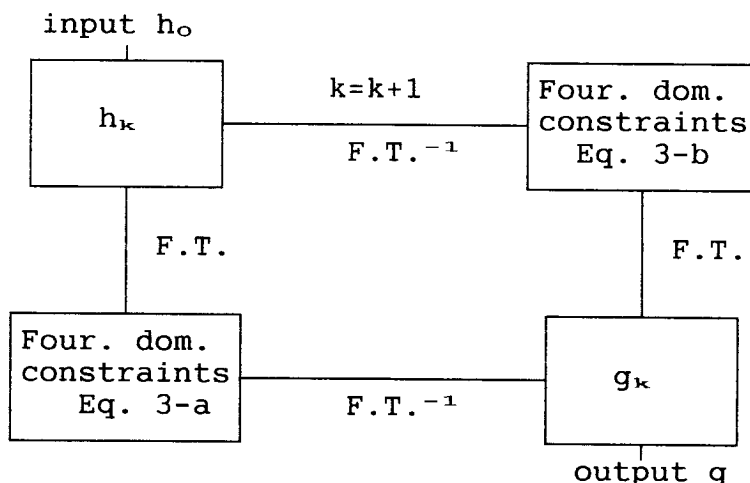 input h₀
hₖ
k=k+1
F.T.⁻¹
Four. dom.
constraints
Eq. 3-b
F.T.
F.T.
Four. dom.
constraints
Eq. 3-a
F.T.⁻¹
gₖ
output g